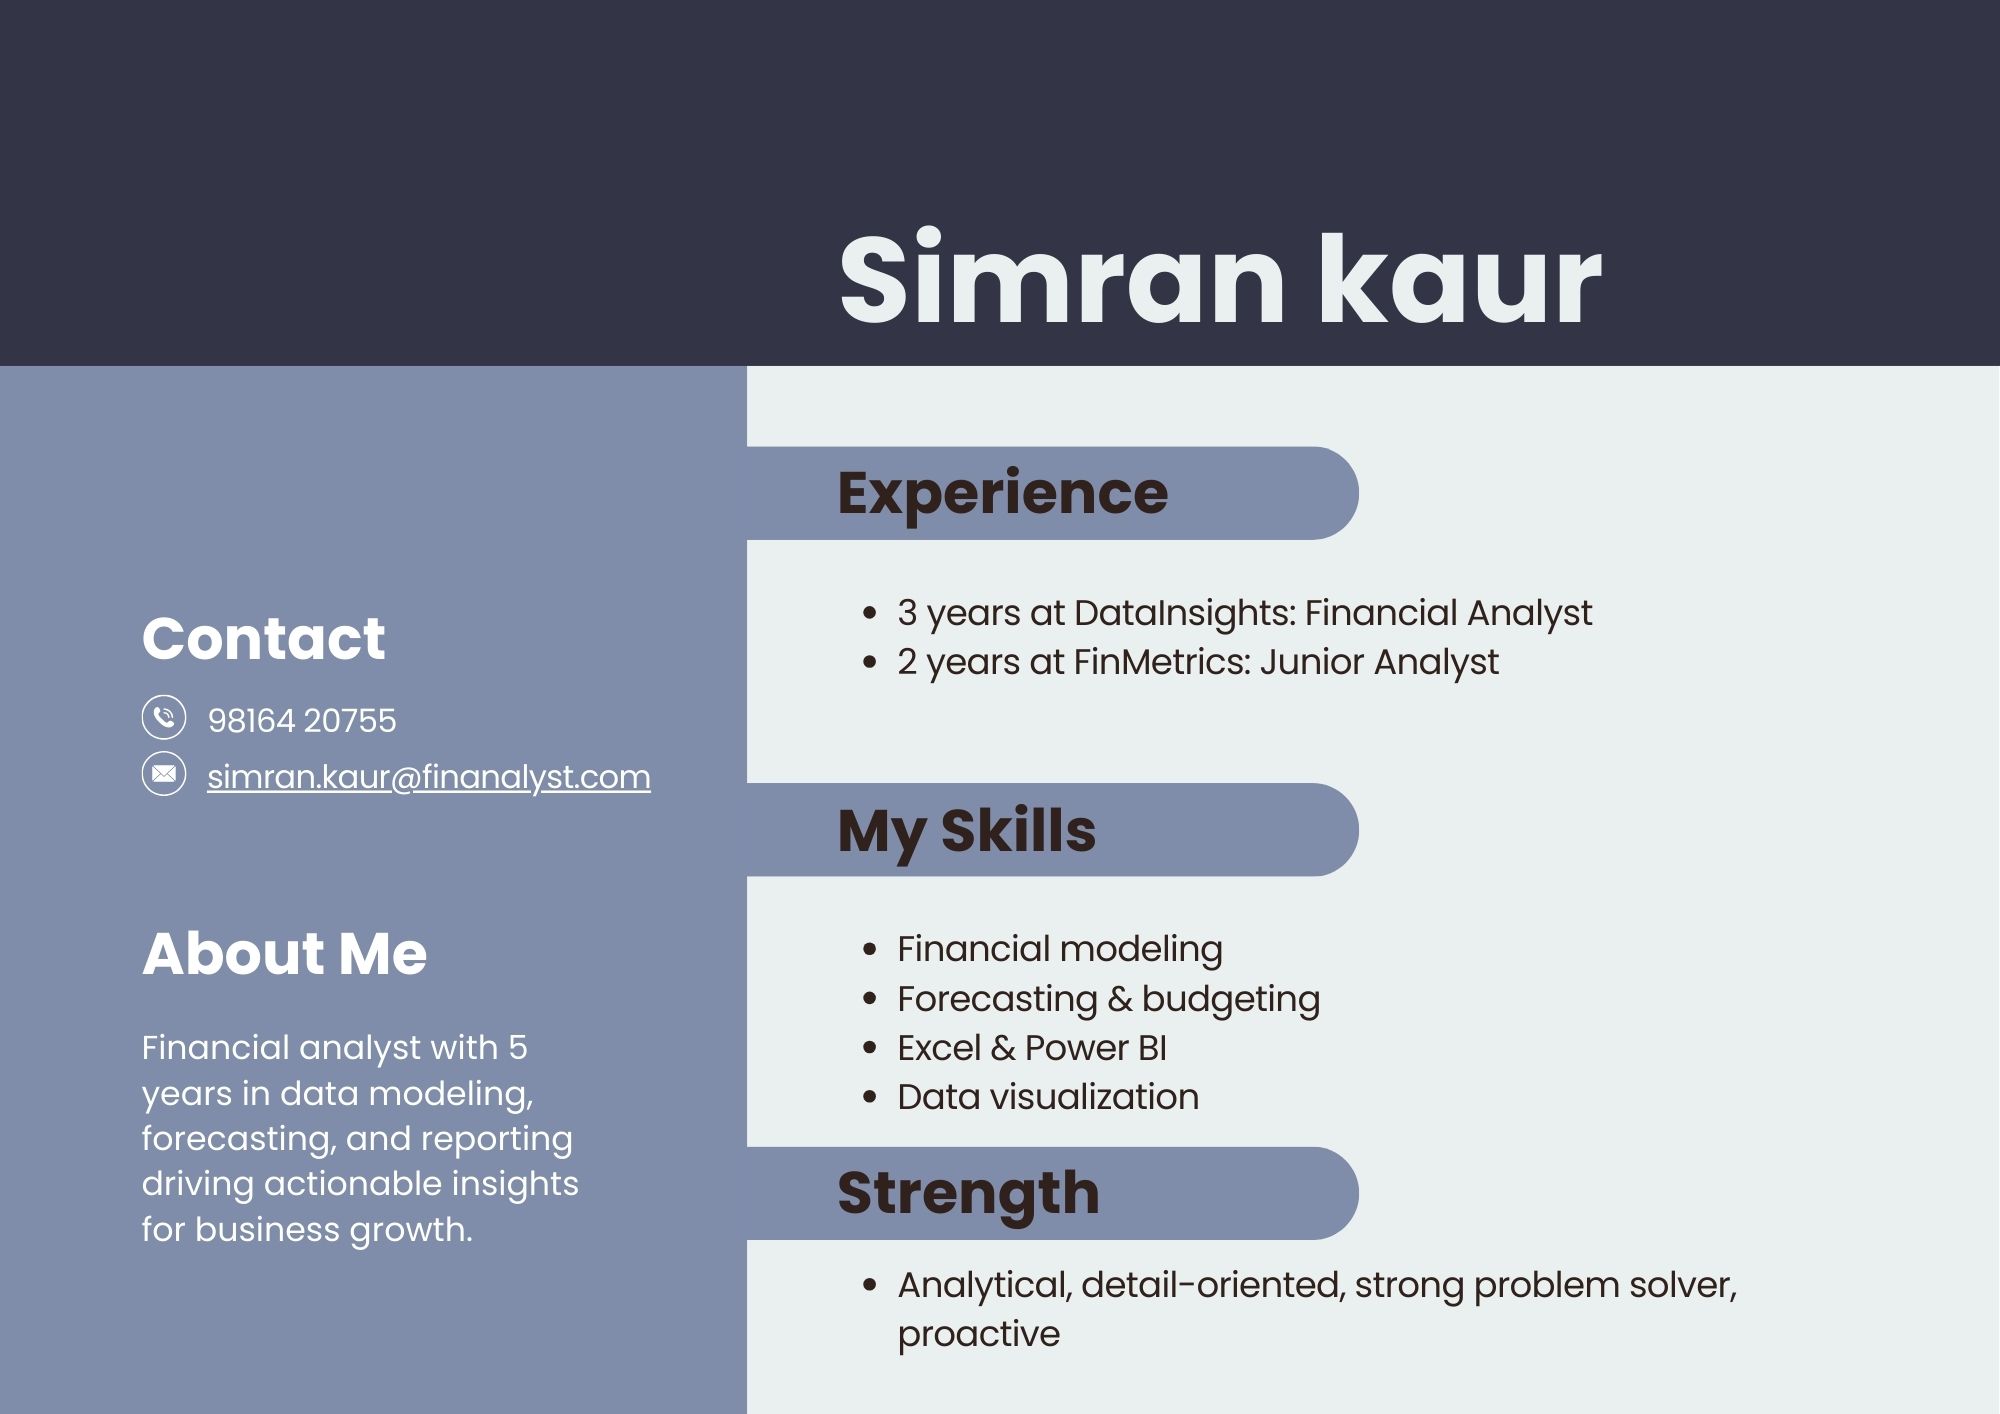 Simran kaur
Contact
98164 20755
simran.kaur@finanalyst.com
About Me
Financial analyst with 5
years in data modeling,
forecasting, and reporting
driving actionable insights
for business growth.
Experience
• 3 years at DataInsights: Financial Analyst
• 2 years at FinMetrics: Junior Analyst
My Skills
• Financial modeling
• Forecasting & budgeting
• Excel & Power BI
• Data visualization
Strength
• Analytical, detail-oriented, strong problem solver,
proactive